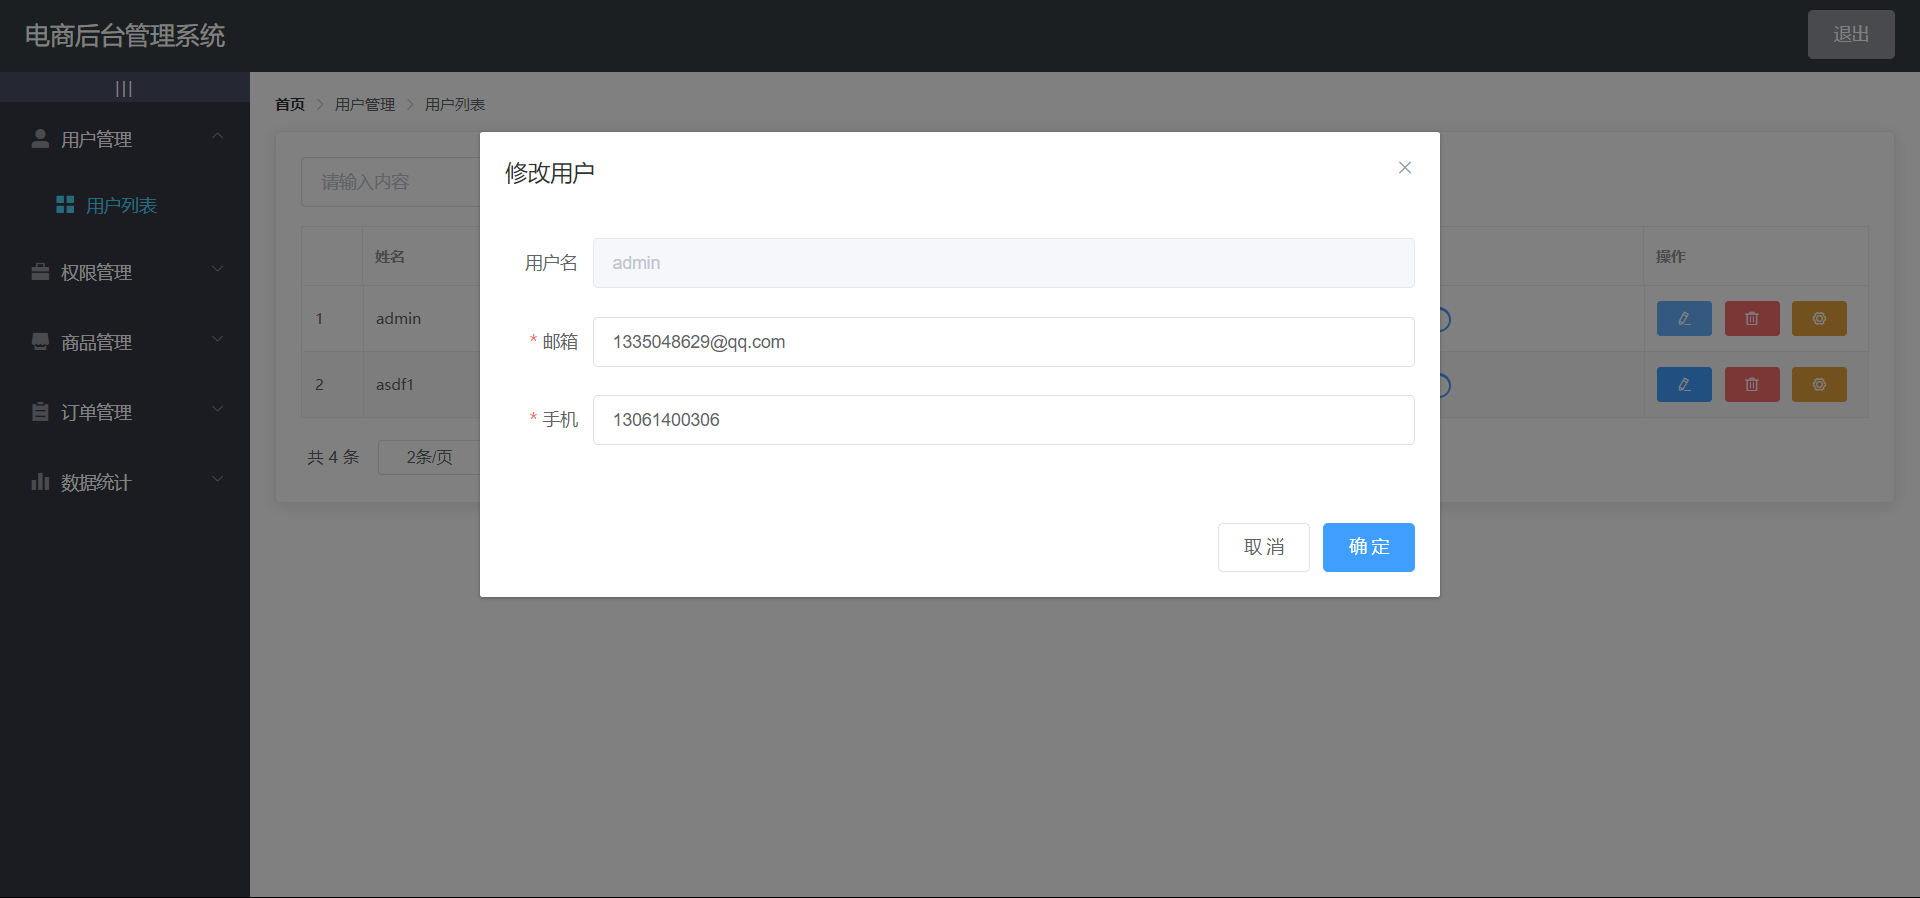 电商后台管理系统
退出
|||
首页 > 用户管理 > 用户列表
用户管理
用户列表
权限管理
商品管理
订单管理
数据统计
请输入内容
姓名
操作
1 admin
2 asdf1
共 4 条 2条/页
修改用户
用户名 admin
* 邮箱 1335048629@qq.com
* 手机 13061400306
取 消 确 定